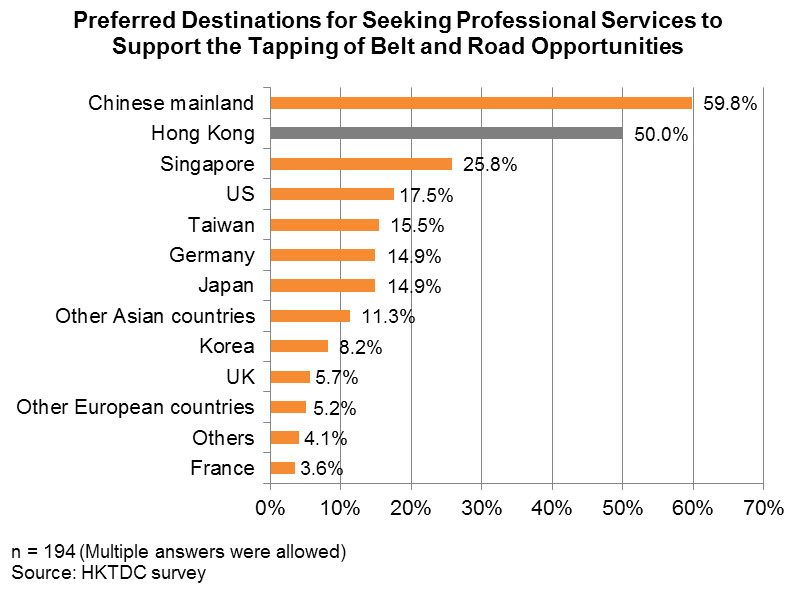 Preferred Destinations for Seeking Professional Services to
Support the Tapping of Belt and Road Opportunities
Chinese mainland 59.8%
Hong Kong 50.0%
Singapore 25.8%
US 17.5%
Taiwan 15.5%
Germany 14.9%
Japan 14.9%
Other Asian countries 11.3%
Korea 8.2%
UK 5.7%
Other European countries 5.2%
Others 4.1%
France 3.6%
0% 10% 20% 30% 40% 50% 60% 70%
n = 194 (Multiple answers were allowed)
Source: HKTDC survey